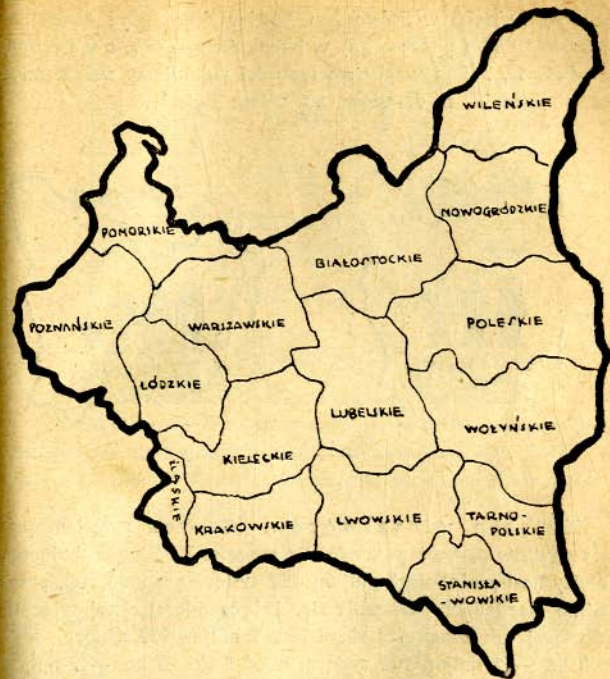 WILEŃSKIE
NOWOGRÓDZKIE
POMORSKIE
BIAŁOSTOCKIE
POZNAŃSKIE
WARSZAWSKIE
POLESKIE
ŁÓDZKIE
LUBELSKIE
WOŁYŃSKIE
KIELECKIE
ŚLĄSKIE
KRAKOWSKIE
LWOWSKIE
TARNO-
POLSKIE
STANISŁA
-WOWSKIE